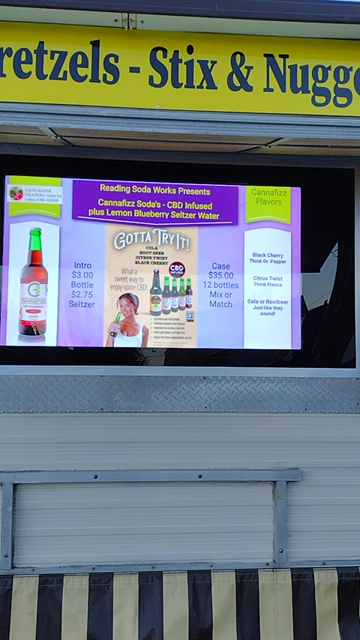 retzels - Stix & Nugge
Reading Soda Works Presents
Cannafizz Soda's - CBD Infused
plus Lemon Blueberry Seltzer Water
LANCASTER
TRADING HOUSE
Cannafizz
Flavors
Intro
$3.00
Bottle
$2.75
Seltzer
GOTTA TRY IT!
COLA
ROOT BEER
CITRUS TWIST
BLACK CHERRY
What a
sweet way to
enjoy some CBD!
CBD
Case
$35.00
12 bottles
Mix or
Match.
Black Cherry
Think Dr. Pepper
Citrus Twist
Think Fresca
Cola or Rootbeer
Just like they
sound!